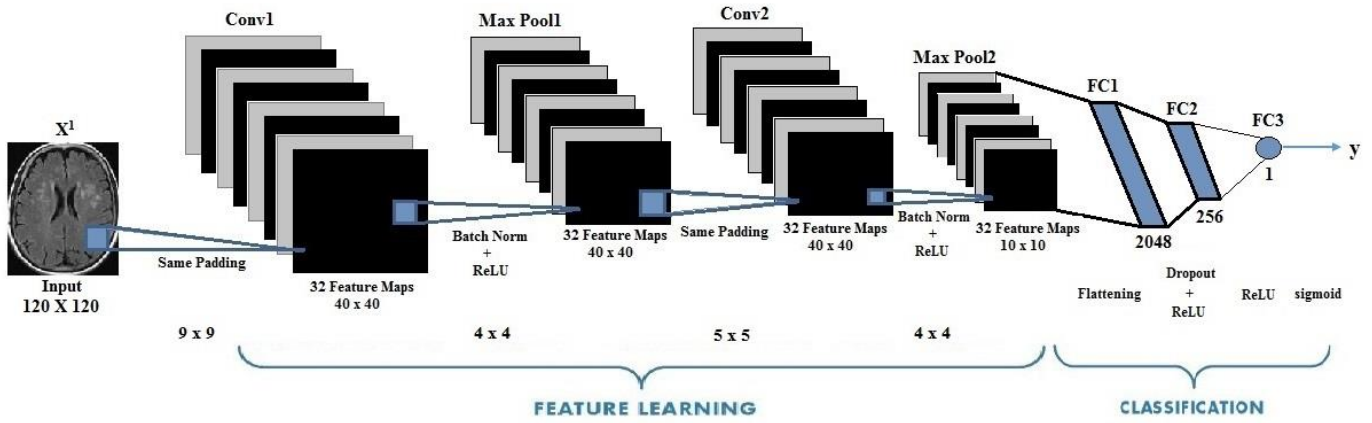 Conv1
Max Pool1
Conv2
Max Pool2
FC1
FC2
FC3
X¹
y
1
256
2048
Input
120 X 120
Same Padding
32 Feature Maps
40 x 40
Batch Norm
+
ReLU
32 Feature Maps
40 x 40
Same Padding
32 Feature Maps
40 x 40
Batch Norm
+
ReLU
32 Feature Maps
10 x 10
Flattening
Dropout
+
ReLU
ReLU
sigmoid
9 x 9
4 x 4
5 x 5
4 x 4
FEATURE LEARNING
CLASSIFICATION